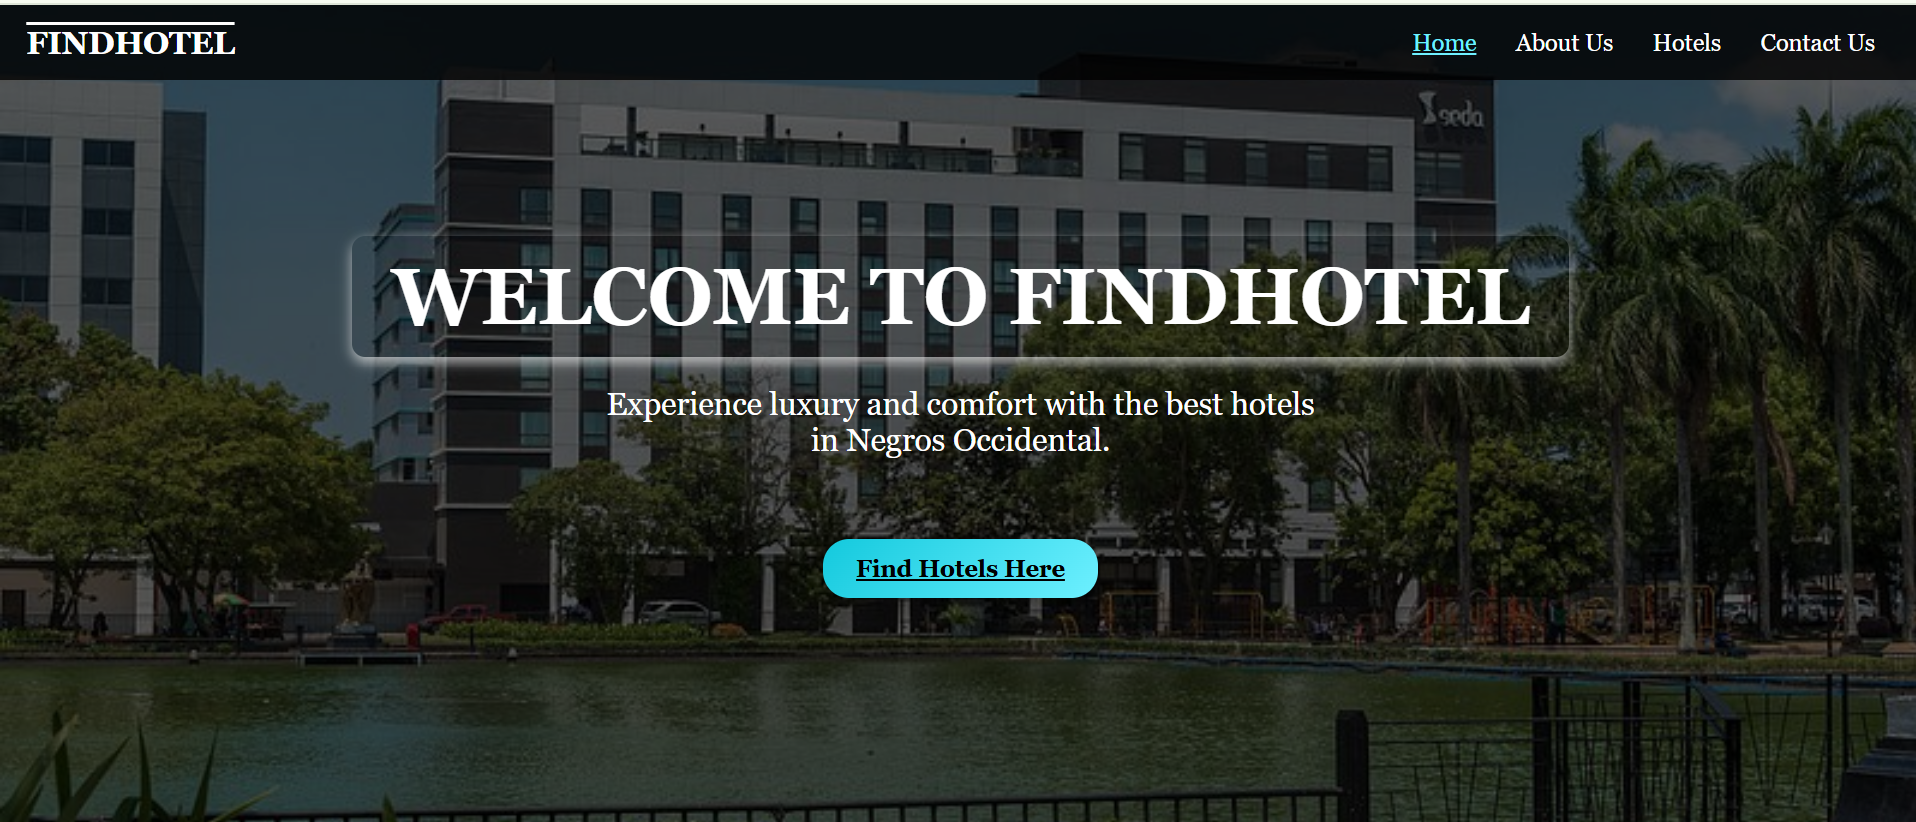 FINDHOTEL
Home About Us Hotels Contact Us
seda
WELCOME TO FINDHOTEL
Experience luxury and comfort with the best hotels
in Negros Occidental.
Find Hotels Here